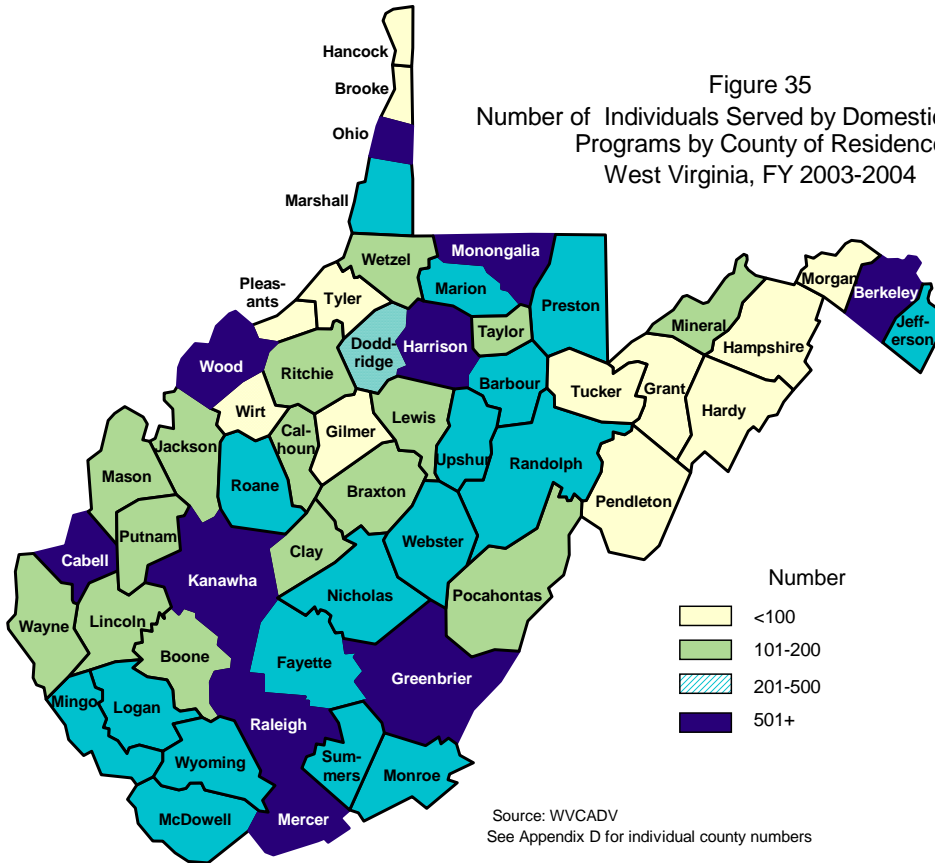 Figure 35
Number of Individuals Served by Domestic
Programs by County of Residence
West Virginia, FY 2003-2004
Hancock
Brooke
Ohio
Marshall
Wetzel
Monongalia
Marion
Preston
Pleas-
ants
Tyler
Morgan
Berkeley
Jeff-
erson
Mineral
Hampshire
Wood
Ritchie
Dodd-
ridge
Harrison
Taylor
Barbour
Tucker
Grant
Hardy
Wirt
Cal-
houn
Gilmer
Lewis
Upshur
Randolph
Pendleton
Jackson
Mason
Roane
Braxton
Putnam
Clay
Webster
Cabell
Kanawha
Nicholas
Pocahontas
Wayne
Lincoln
Boone
Fayette
Greenbrier
Mingo
Logan
Raleigh
Wyoming
Sum-
mers
Monroe
McDowell
Mercer
Number
<100
101-200
201-500
501+
Source: WVCADV
See Appendix D for individual county numbers